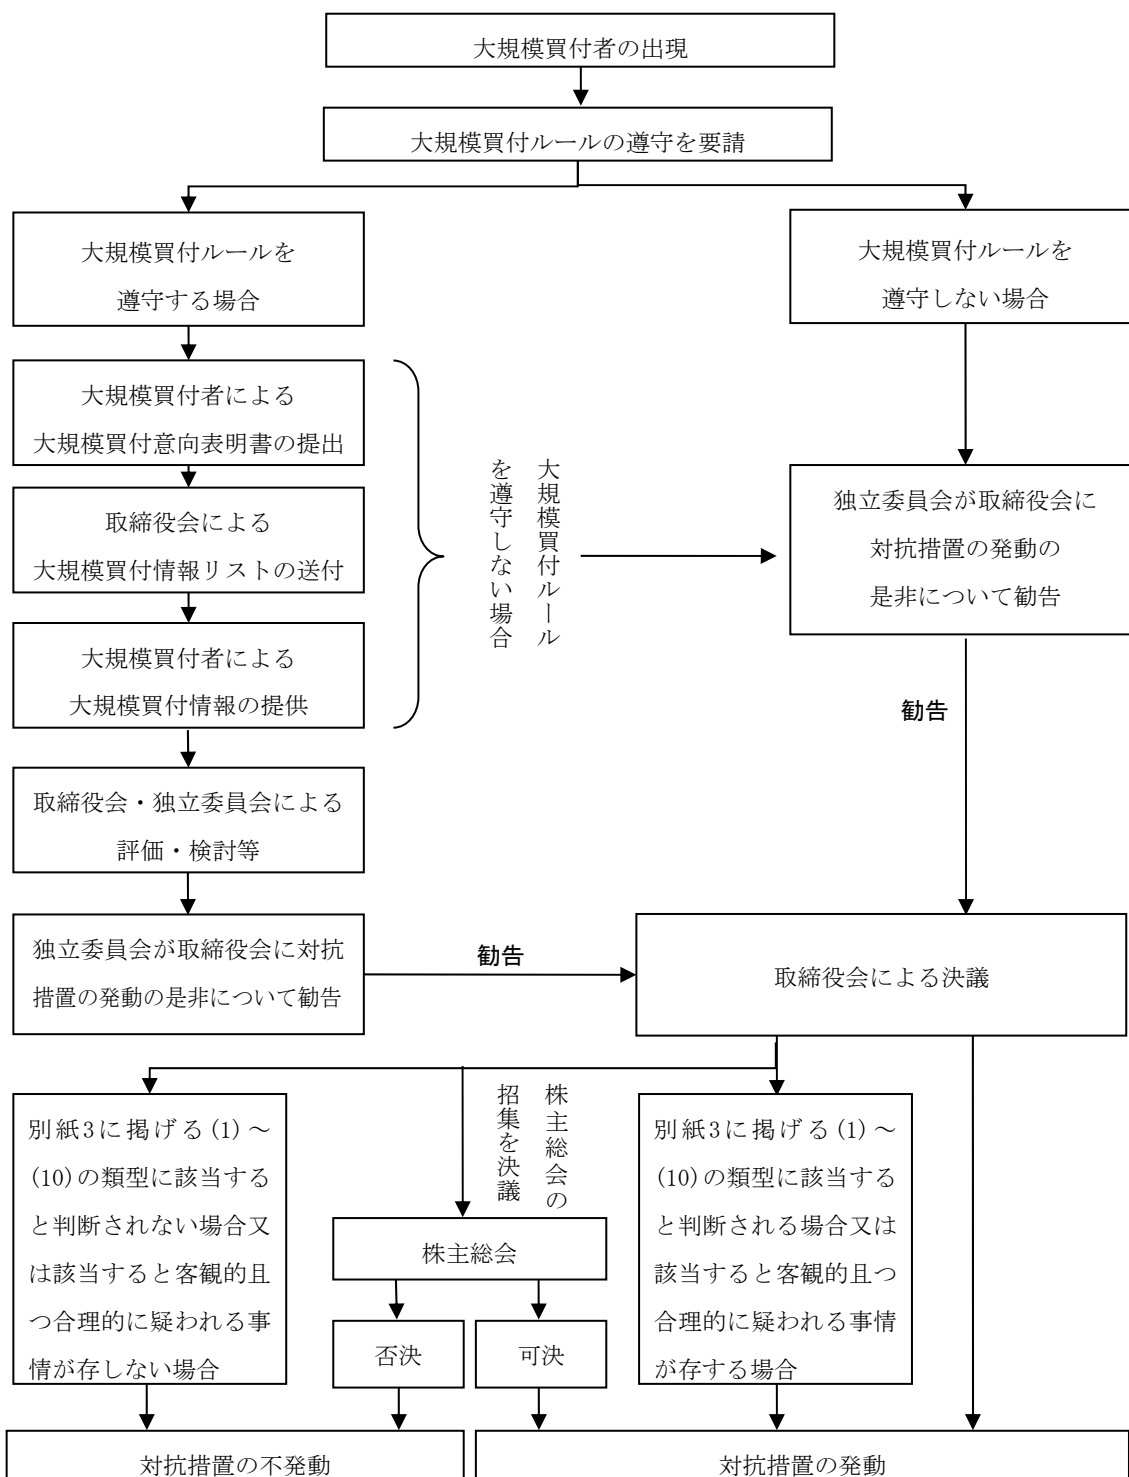 大規模買付者の出現
大規模買付ルールの遵守を要請
大規模買付ルールを
遵守する場合
大規模買付ルールを
遵守しない場合
大規模買付者による
大規模買付意向表明書の提出
取締役会による
大規模買付情報リストの送付
大規模買付者による
大規模買付情報の提供
大規模買付ルール
を遵守しない場合
独立委員会が取締役会に
対抗措置の発動の
是非について勧告
勧告
取締役会・独立委員会による
評価・検討等
独立委員会が取締役会に対抗
措置の発動の是非について勧告
勧告
取締役会による決議
別紙3に掲げる(1)～
(10)の類型に該当する
と判断されない場合又
は該当すると客観的且
つ合理的に疑われる事
情が存しない場合
株主総会の
招集を決議
株主総会
否決
可決
別紙3に掲げる(1)～
(10)の類型に該当する
と判断される場合又は
該当すると客観的且つ
合理的に疑われる事情
が存する場合
対抗措置の不発動
対抗措置の発動